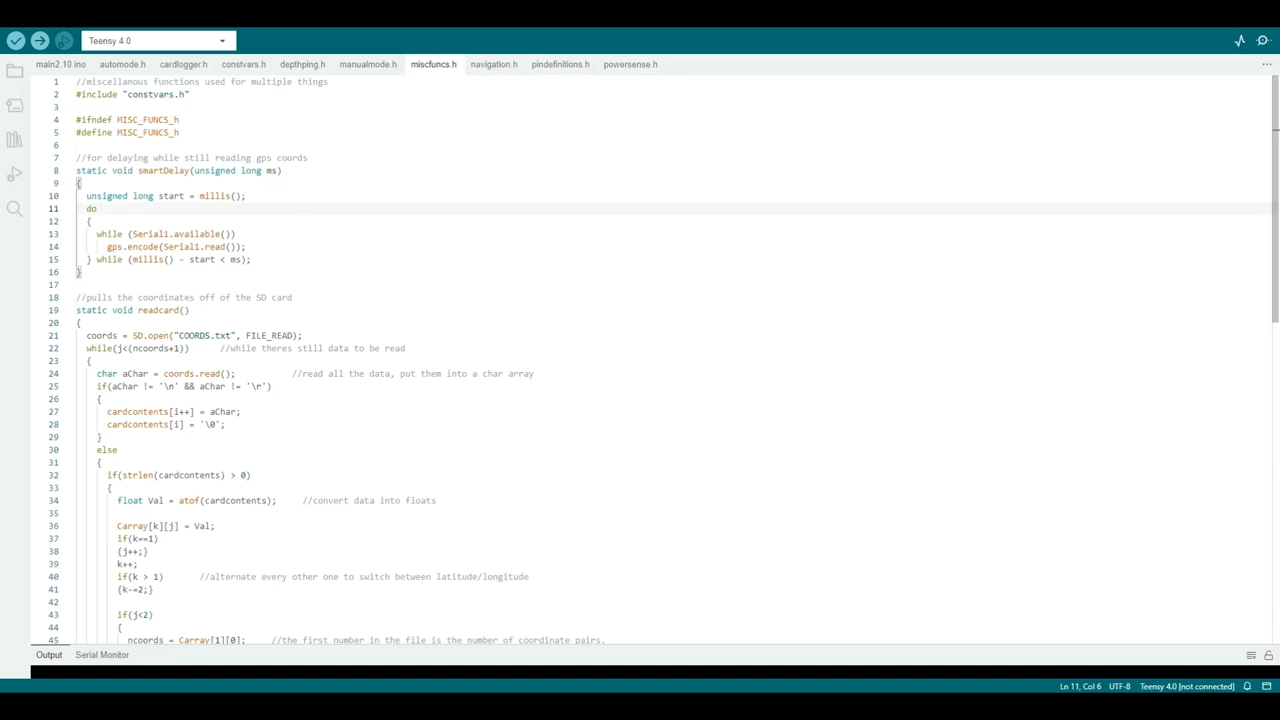 Teensy 4.0
main2.10.ino automode.h cardlogger.h constvars.h depthping.h manualmode.h miscfuncs.h navigation.h pindefinitions.h powersense.h
1 //miscellanous functions used for multiple things
2 #include "constvars.h"
3
4 #ifndef MISC_FUNCS_h
5 #define MISC_FUNCS_h
6
7 //for delaying while still reading gps coords
8 static void smartDelay(unsigned long ms)
9 {
10 unsigned long start = millis();
11 do
12 {
13 while (Serial1.available())
14 gps.encode(Serial1.read());
15 } while (millis() - start < ms);
16 }
17
18 //pulls the coordinates off of the SD card
19 static void readcard()
20 {
21 coords = SD.open("COORDS.txt", FILE_READ);
22 while(j<(ncoords+1)) //while theres still data to be read
23 {
24 char aChar = coords.read(); //read all the data, put them into a char array
25 if(aChar != '\n' && aChar != '\r')
26 {
27 cardcontents[i++] = aChar;
28 cardcontents[i] = '\0';
29 }
30 else
31 {
32 if(strlen(cardcontents) > 0)
33 {
34 float Val = atof(cardcontents); //convert data into floats
35
36 Carray[k][j] = Val;
37 if(k==1)
38 {j++;}
39 k++;
40 if(k > 1) //alternate every other one to switch between latitude/longitude
41 {k-=2;}
42
43 if(j<2)
44 {
45 ncoords = Carray[1][0]; //the first number in the file is the number of coordinate pairs.
Output Serial Monitor
Ln 11, Col 6 UTF-8 Teensy 4.0 [not connected]